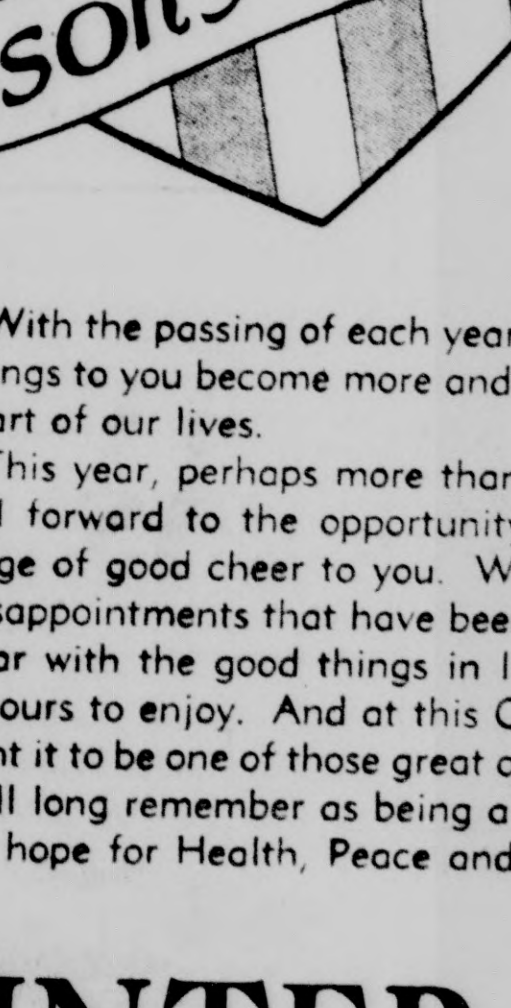 sons
With the passing of each year
ngs to you become more and
art of our lives.
This year, perhaps more than
forward to the opportunity
ge of good cheer to you. W
sappointments that have bee
ar with the good things in l
ours to enjoy. And at this C
nt it to be one of those great
ll long remember as being a
hope for Health, Peace and
INTER